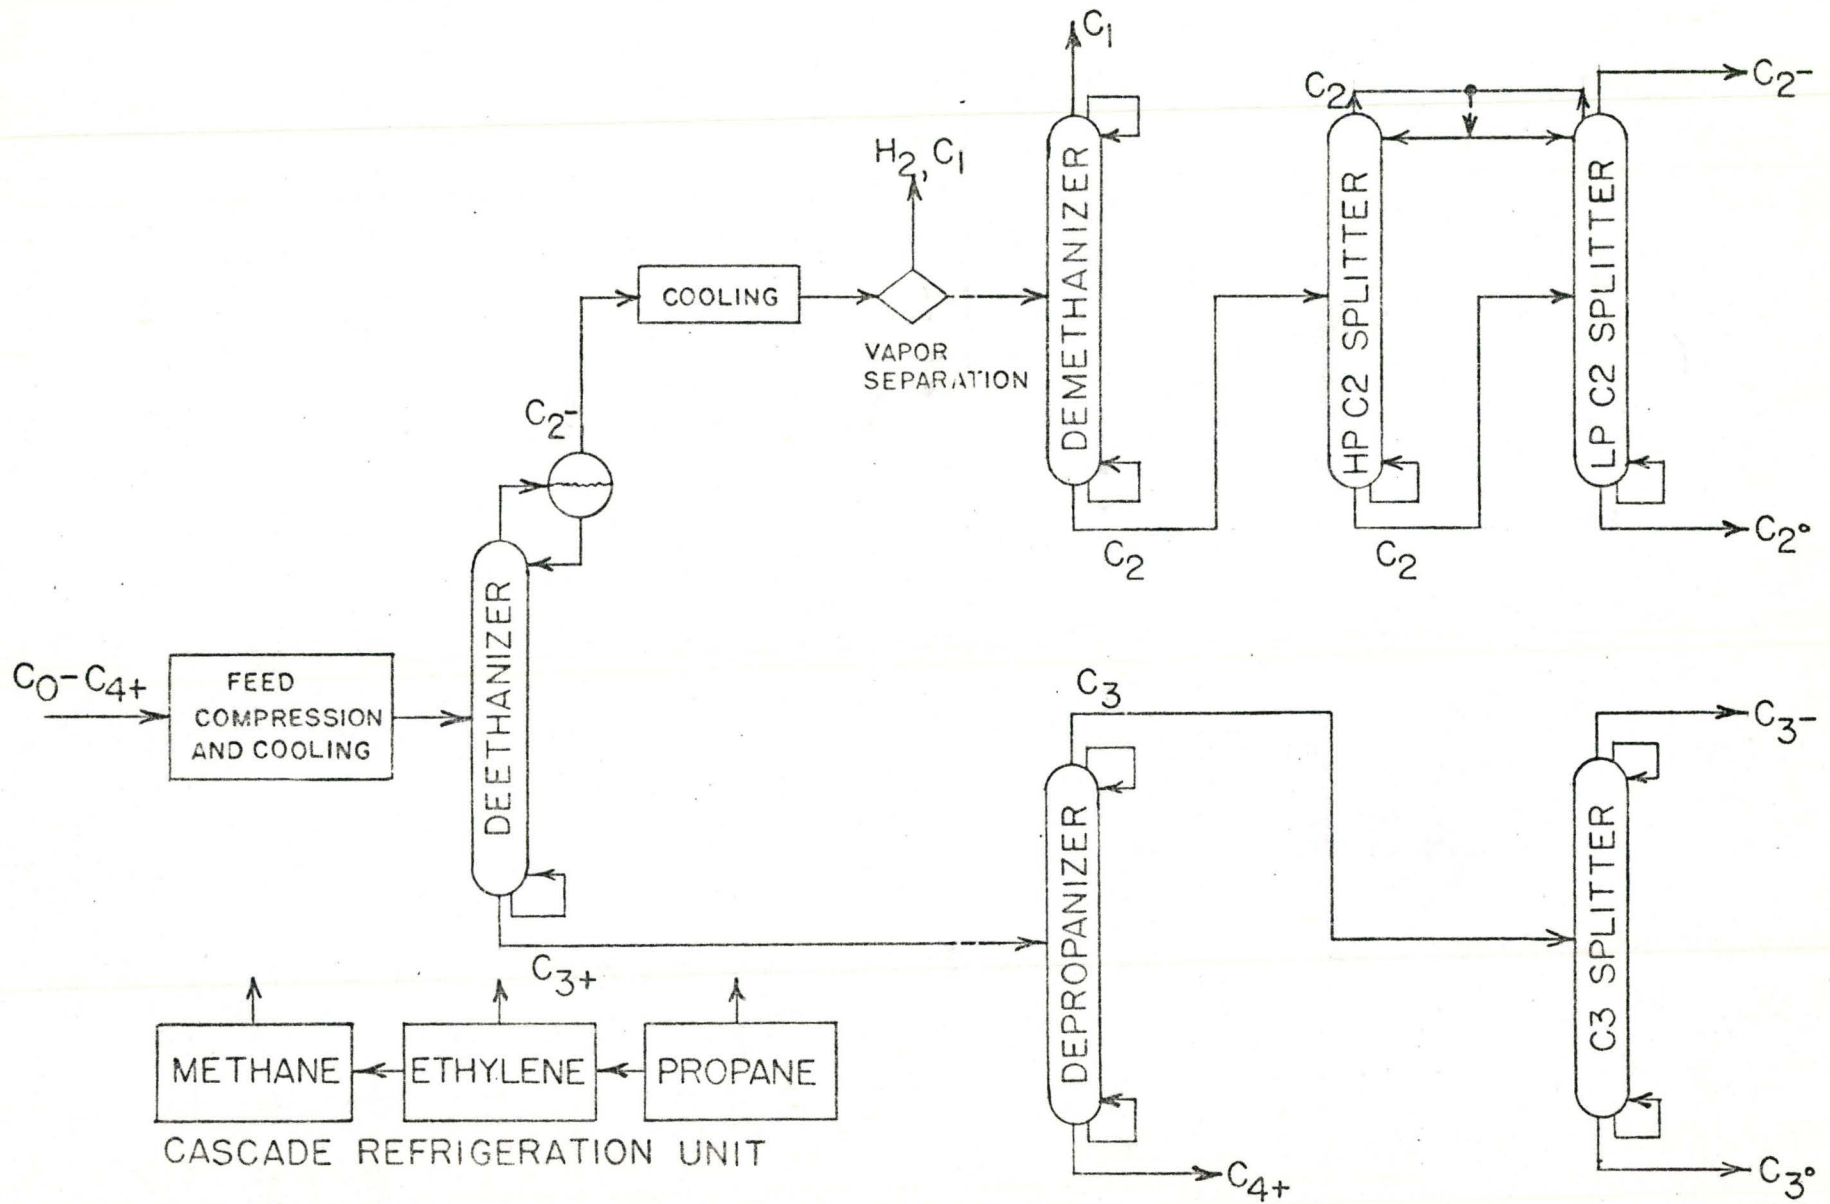 C1
C2
C2-
H2, C1
DEMETHANIZER
HP C2 SPLITTER
LP C2 SPLITTER
COOLING
VAPOR
SEPARATION
C2-
C2
C2
C2°
DEETHANIZER
C0-C4+
FEED
COMPRESSION
AND COOLING
C3
C3-
DEPROPANIZER
C3 SPLITTER
C3+
METHANE
ETHYLENE
PROPANE
CASCADE REFRIGERATION UNIT
C4+
C3°